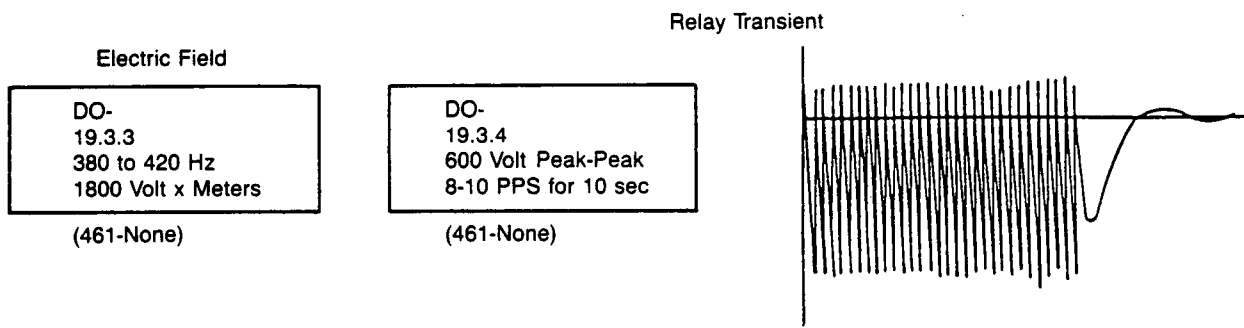 Relay Transient
Electric Field
DO-
19.3.3
380 to 420 Hz
1800 Volt x Meters
(461-None)
DO-
19.3.4
600 Volt Peak-Peak
8-10 PPS for 10 sec
(461-None)